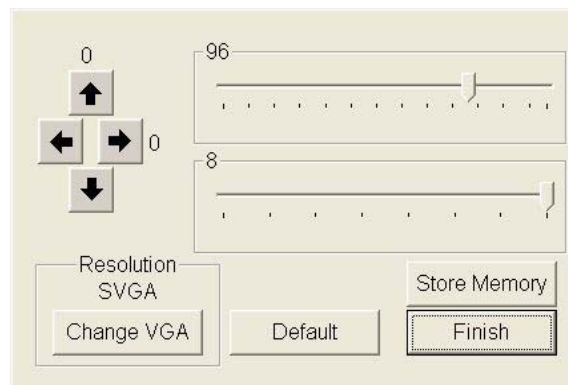 0
96
0
8
Resolution
SVGA
Store Memory
Change VGA
Default
Finish